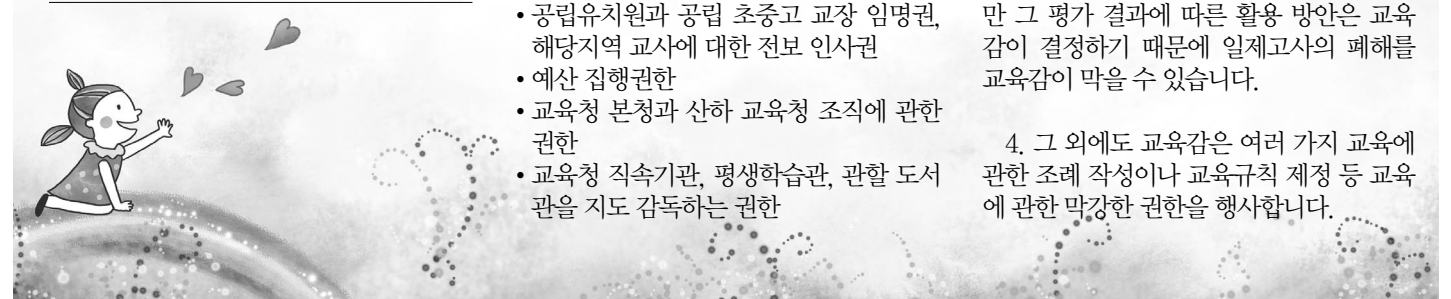 • 공립유치원과 공립 초중고 교장 임명권,
해당지역 교사에 대한 전보 인사권
• 예산 집행권한
• 교육청 본청과 산하 교육청 조직에 관한
권한
• 교육청 직속기관, 평생학습관, 관할 도서
관을 지도 감독하는 권한
만 그 평가 결과에 따른 활용 방안은 교육
감이 결정하기 때문에 일제고사의 폐해를
교육감이 막을 수 있습니다.
4. 그 외에도 교육감은 여러 가지 교육에
관한 조례 작성이나 교육규칙 제정 등 교육
에 관한 막강한 권한을 행사합니다.